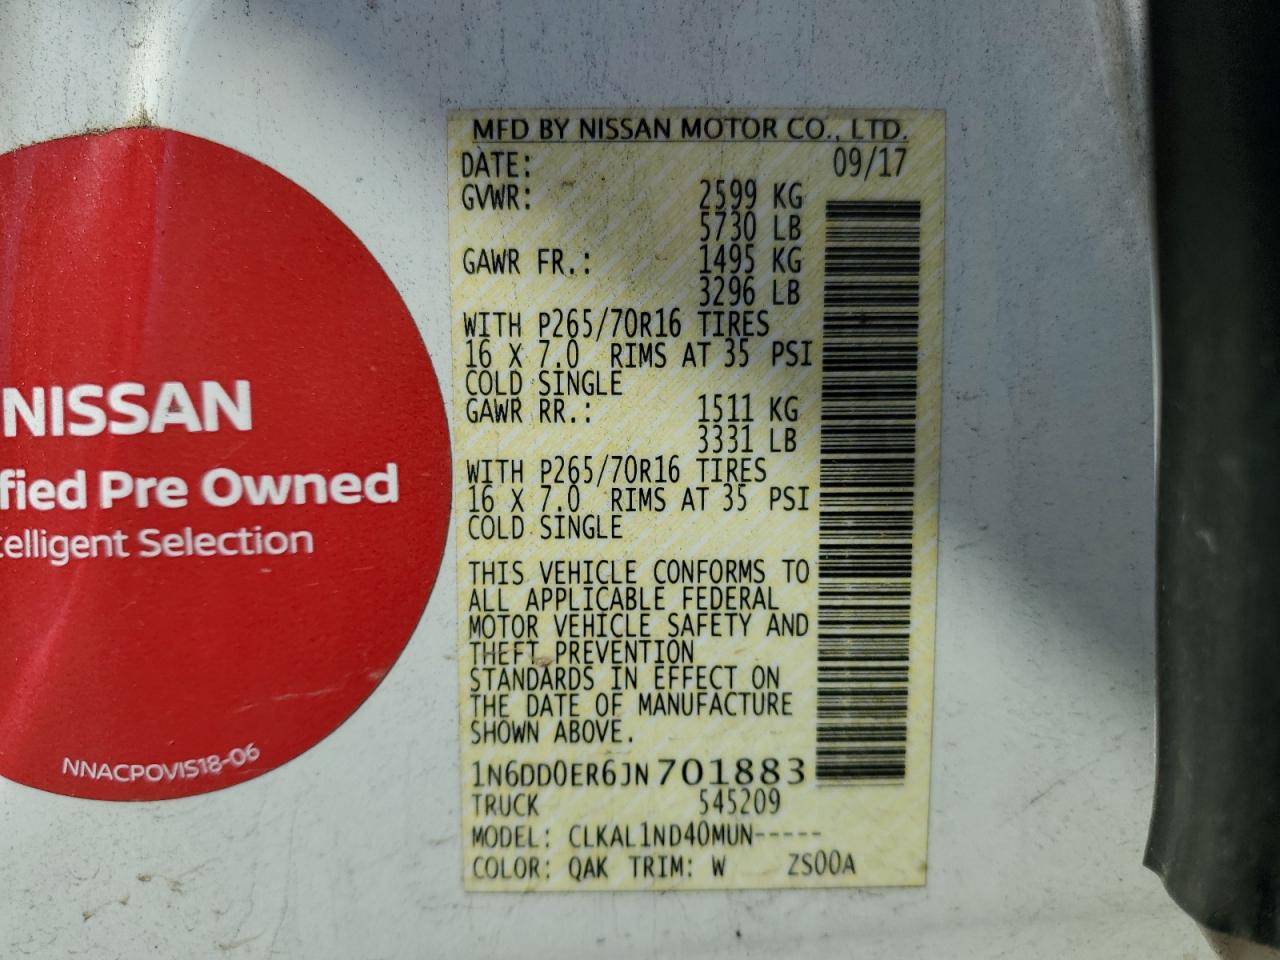 MFD BY NISSAN MOTOR CO., LTD.
DATE: 09/17
GVWR: 2599 KG
5730 LB
GAWR FR.: 1495 KG
3296 LB
WITH P265/70R16 TIRES
16 X 7.0 RIMS AT 35 PSI
COLD SINGLE
GAWR RR.: 1511 KG
3331 LB
WITH P265/70R16 TIRES
16 X 7.0 RIMS AT 35 PSI
COLD SINGLE
THIS VEHICLE CONFORMS TO
ALL APPLICABLE FEDERAL
MOTOR VEHICLE SAFETY AND
THEFT PREVENTION
STANDARDS IN EFFECT ON
THE DATE OF MANUFACTURE
SHOWN ABOVE.
1N6DD0ER6JN701883
TRUCK 545209
MODEL: CLKAL1ND40MUN-----
COLOR: QAK TRIM: W ZS00A
NISSAN
fied Pre Owned
telligent Selection
NNACPOVIS18-06